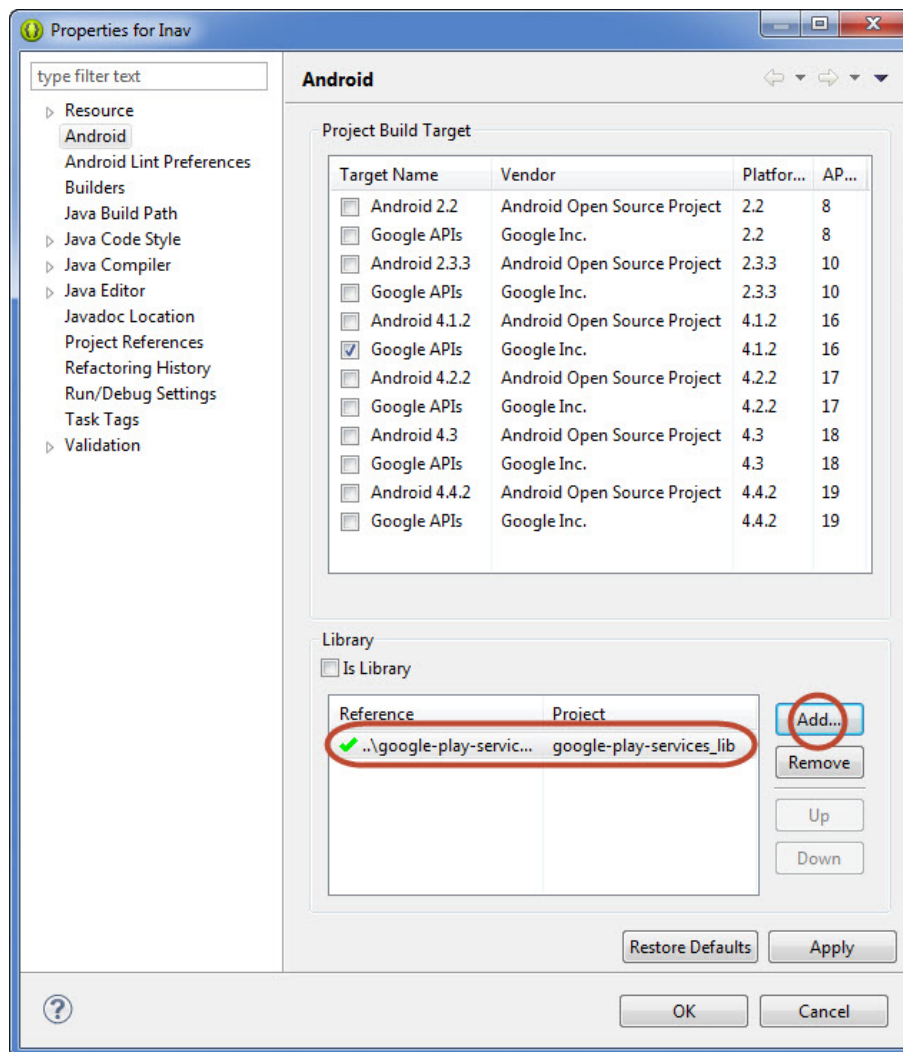 Properties for Inav
type filter text
Resource
Android
Android Lint Preferences
Builders
Java Build Path
Java Code Style
Java Compiler
Java Editor
Javadoc Location
Project References
Refactoring History
Run/Debug Settings
Task Tags
Validation
Android
Project Build Target
Target Name Vendor Platfor... AP...
Android 2.2 Android Open Source Project 2.2 8
Google APIs Google Inc. 2.2 8
Android 2.3.3 Android Open Source Project 2.3.3 10
Google APIs Google Inc. 2.3.3 10
Android 4.1.2 Android Open Source Project 4.1.2 16
Google APIs Google Inc. 4.1.2 16
Android 4.2.2 Android Open Source Project 4.2.2 17
Google APIs Google Inc. 4.2.2 17
Android 4.3 Android Open Source Project 4.3 18
Google APIs Google Inc. 4.3 18
Android 4.4.2 Android Open Source Project 4.4.2 19
Google APIs Google Inc. 4.4.2 19
Library
Is Library
Reference Project
..\google-play-servic... google-play-services_lib
Add...
Remove
Up
Down
Restore Defaults Apply
? OK Cancel